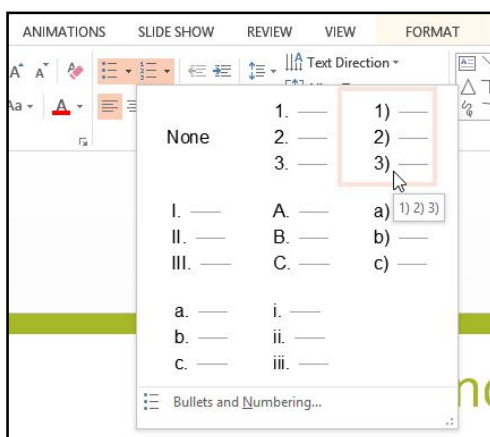 ANIMATIONS SLIDE SHOW REVIEW VIEW FORMAT
A A Text Direction
Aa A
None
1.
2.
3.
1)
2)
3)
1) 2) 3)
I.
II.
III.
A.
B.
C.
a)
b)
c)
a.
b.
c.
i.
ii.
iii.
Bullets and Numbering...